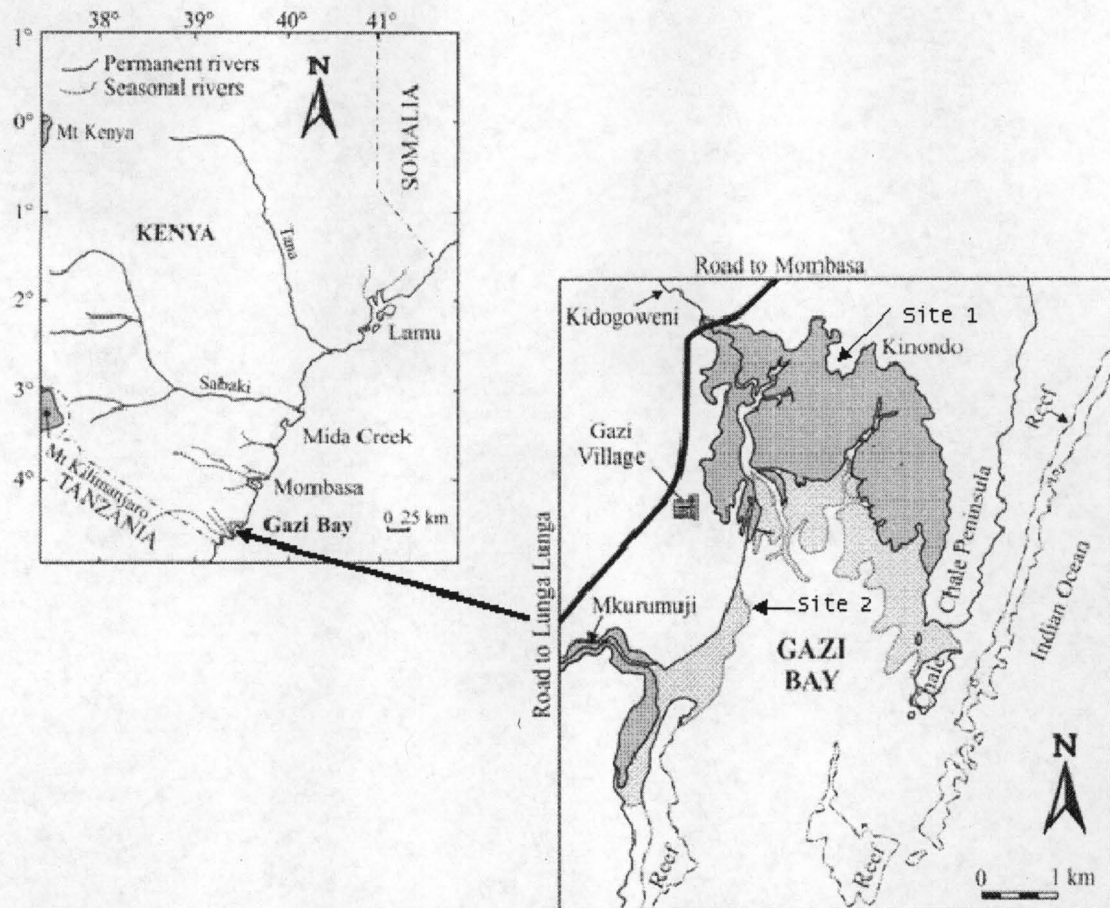 38° 39° 40° 41°
1°
Permanent rivers
Seasonal rivers
N
0°
Mt Kenya
SOMALIA
1°
KENYA
Tana
2°
Lamu
3°
Sabaki
Mida Creek
4°
Mt Kilimanjaro
TANZANIA
Mombasa
Gazi Bay
0 25 km
Road to Mombasa
Kidogoweni
Site 1
Kinondo
Reef
Gazi
Village
Chale Peninsula
Indian Ocean
Road to Lunga Lunga
Mkurumuji
Site 2
GAZI
BAY
Chale
N
Reef
Reef
0 1 km